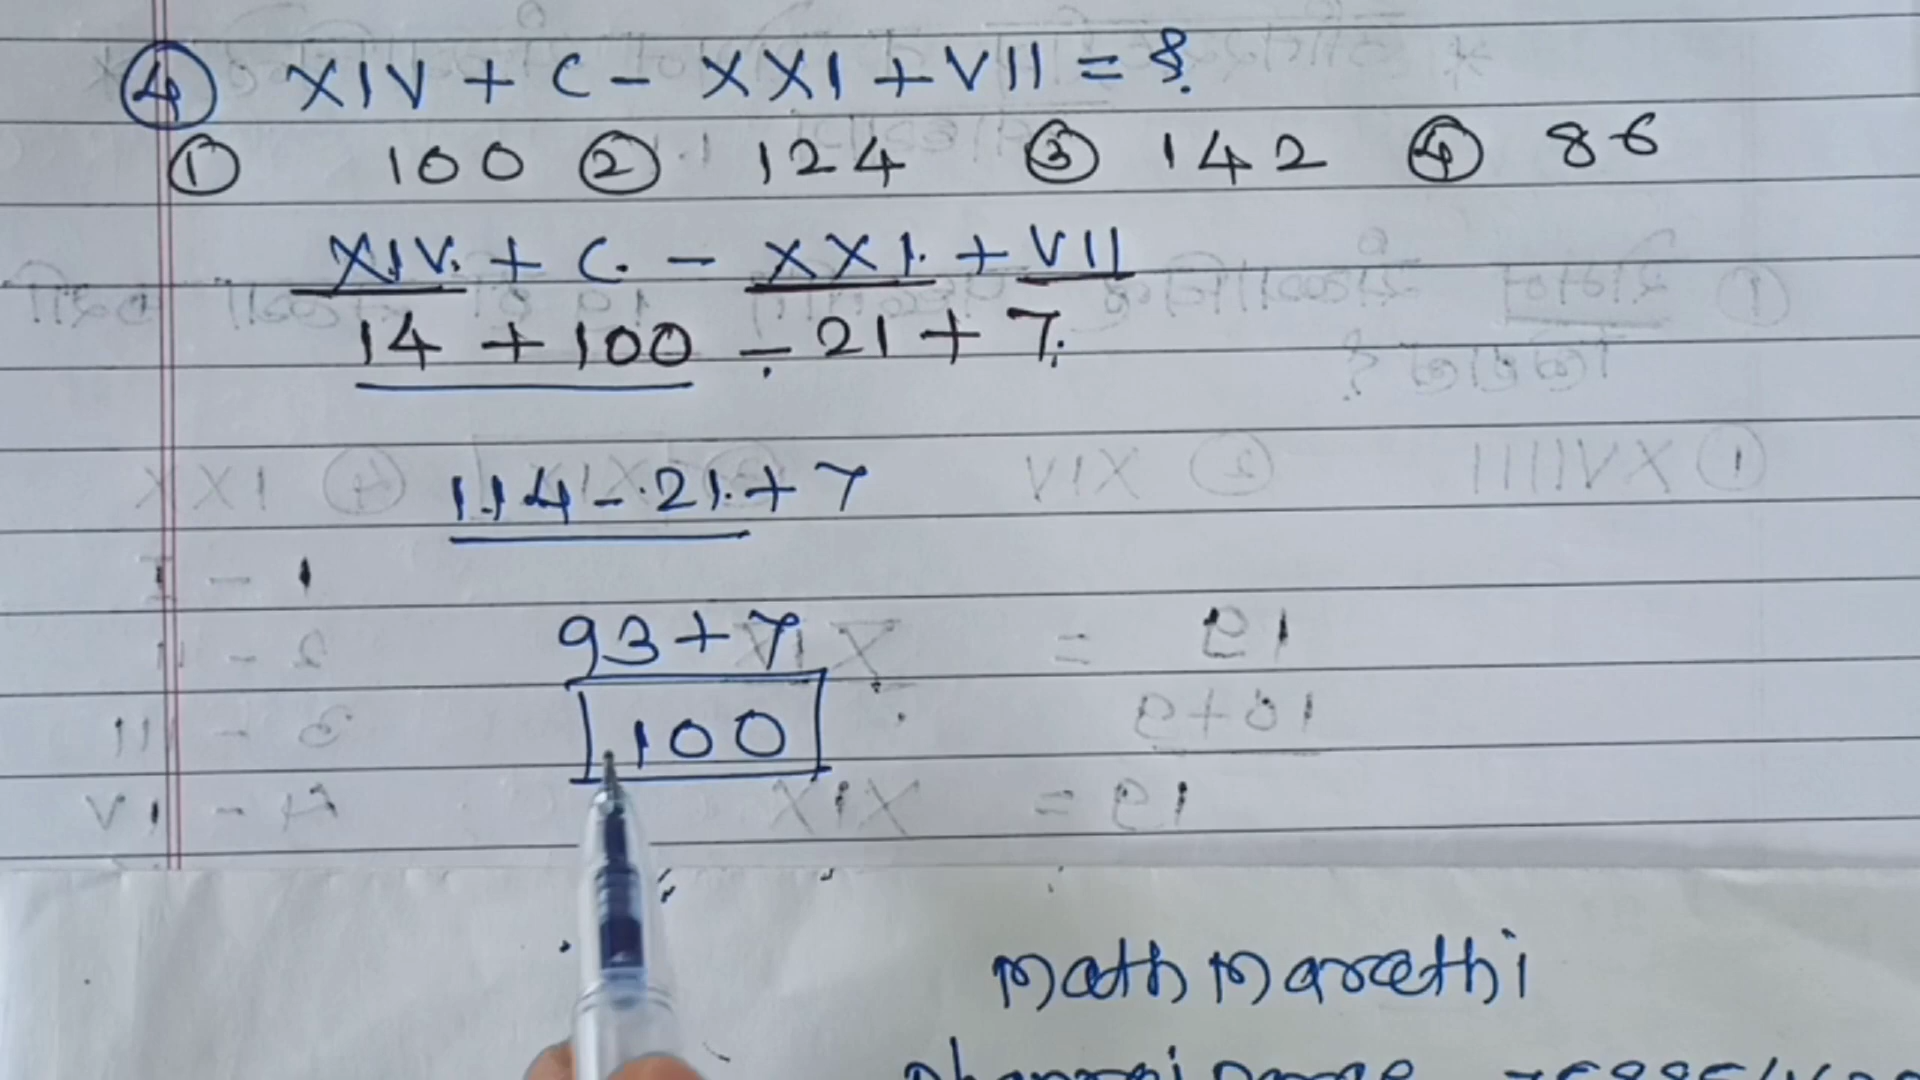 ④ XIV + C - XXI + VII = ?
① 100 ② 124 ③ 142 ④ 86
XIV + C - XXI + VII
14 + 100 - 21 + 7
114 - 21 + 7
93 + 7
100
Math Marathi